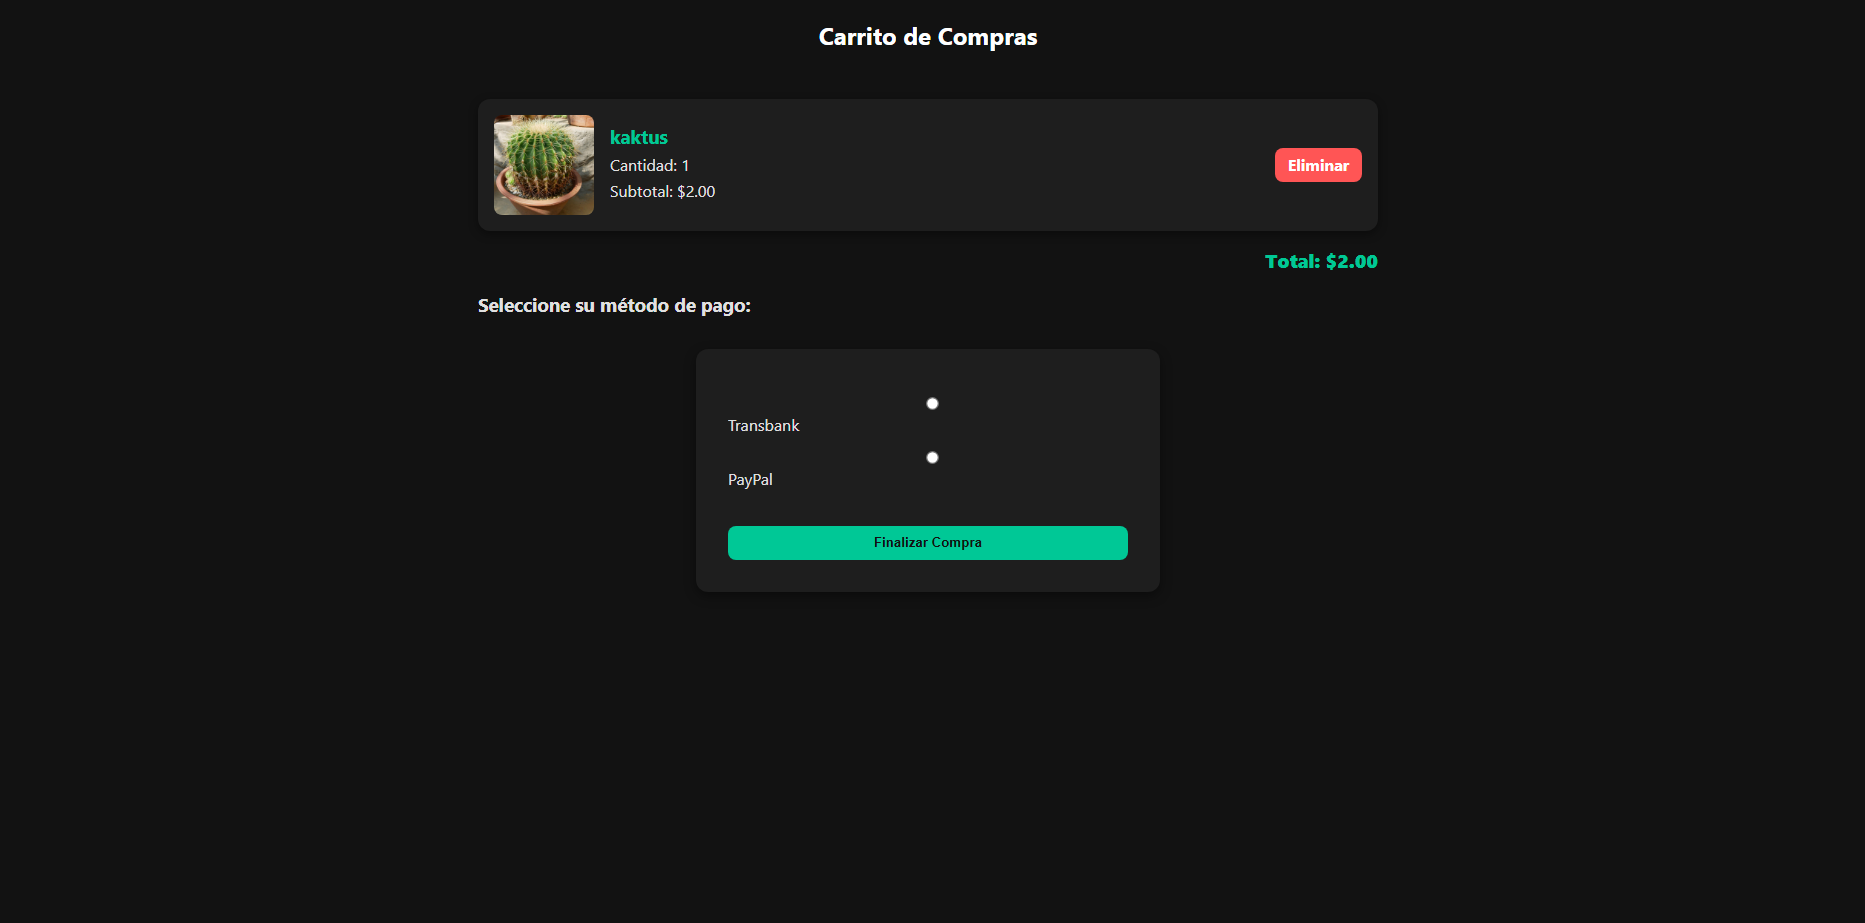 Carrito de Compras
kaktus
Cantidad: 1
Subtotal: $2.00
Eliminar
Total: $2.00
Seleccione su método de pago:
Transbank
PayPal
Finalizar Compra